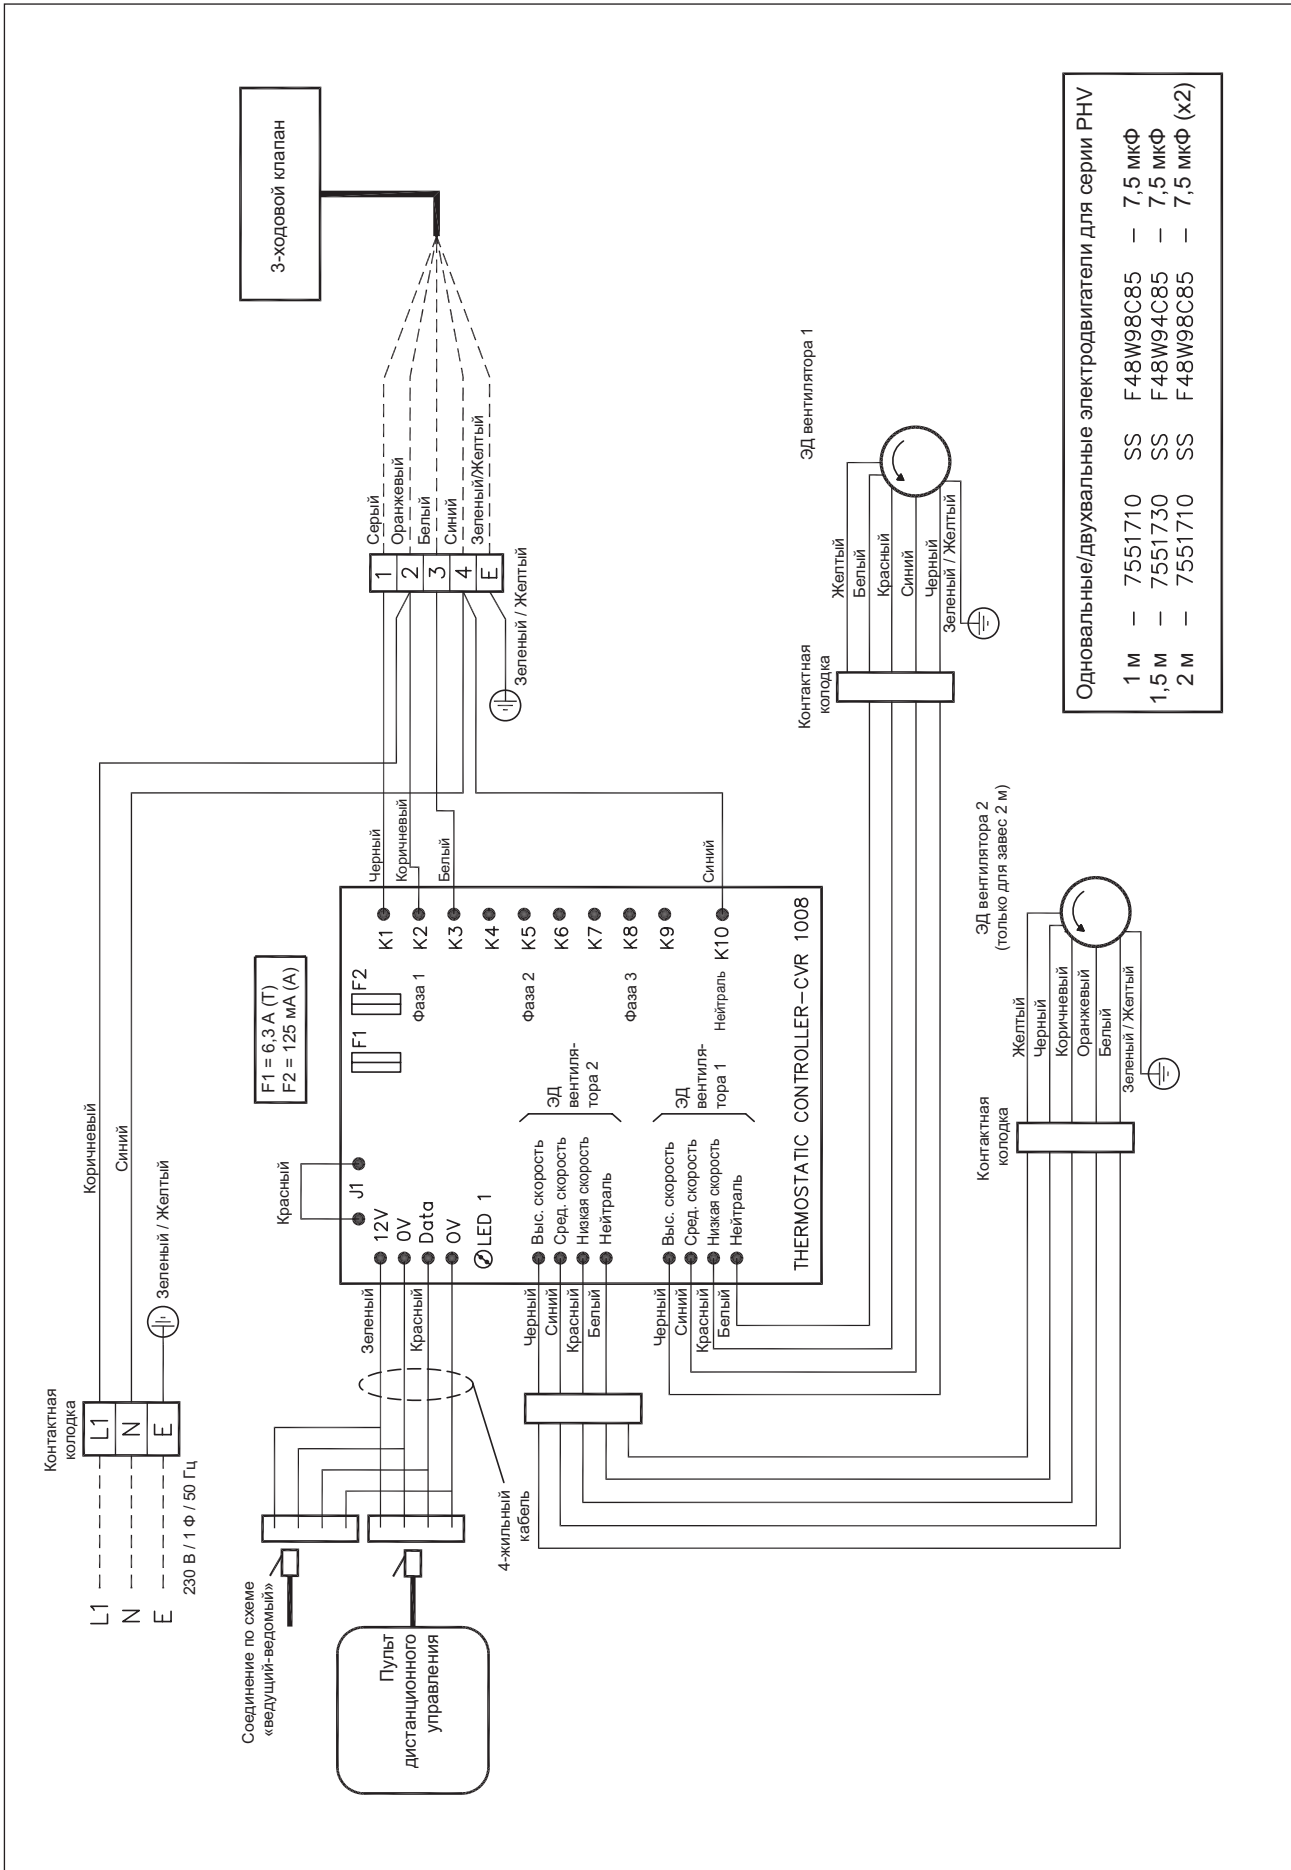 Контактная
колодка
L1
N
E
L1
N
E
230 В / 1 Ф / 50 Гц
Коричневый
Синий
Зеленый / Желтый
3-ходовой клапан
Серый
Оранжевый
Белый
Синий
Зеленый/Желтый
1
2
3
4
E
Зеленый / Желтый
Соединение по схеме
«ведущий-ведомый»
Пульт
дистанционного
управления
4-жильный
кабель
Зеленый
Красный
Красный
F1 = 6,3 А (Т)
F2 = 125 мА (А)
J1
F1
F2
12V
0V
Data
0V
LED 1
Черный
Коричневый
Белый
Синий
K1
K2
K3
K4
K5
K6
K7
K8
K9
K10
Фаза 1
Фаза 2
Фаза 3
Нейтраль
Черный
Синий
Красный
Белый
Выс. скорость
Сред. скорость
Низкая скорость
Нейтраль
ЭД
вентиля-
тора 2
Черный
Синий
Красный
Белый
Выс. скорость
Сред. скорость
Низкая скорость
Нейтраль
ЭД
вентиля-
тора 1
THERMOSTATIC CONTROLLER–CVR 1008
Контактная
колодка
Желтый
Белый
Красный
Синий
Черный
Зеленый / Желтый
ЭД вентилятора 1
Контактная
колодка
Желтый
Черный
Коричневый
Оранжевый
Белый
Зеленый / Желтый
ЭД вентилятора 2
(только для завес 2 м)
Одновальные/двухвальные электродвигатели для серии PHV
1 м – 7551710 SS F48W98C85 – 7,5 мкФ
1,5 м – 7551730 SS F48W94C85 – 7,5 мкФ
2 м – 7551710 SS F48W98C85 – 7,5 мкФ (x2)